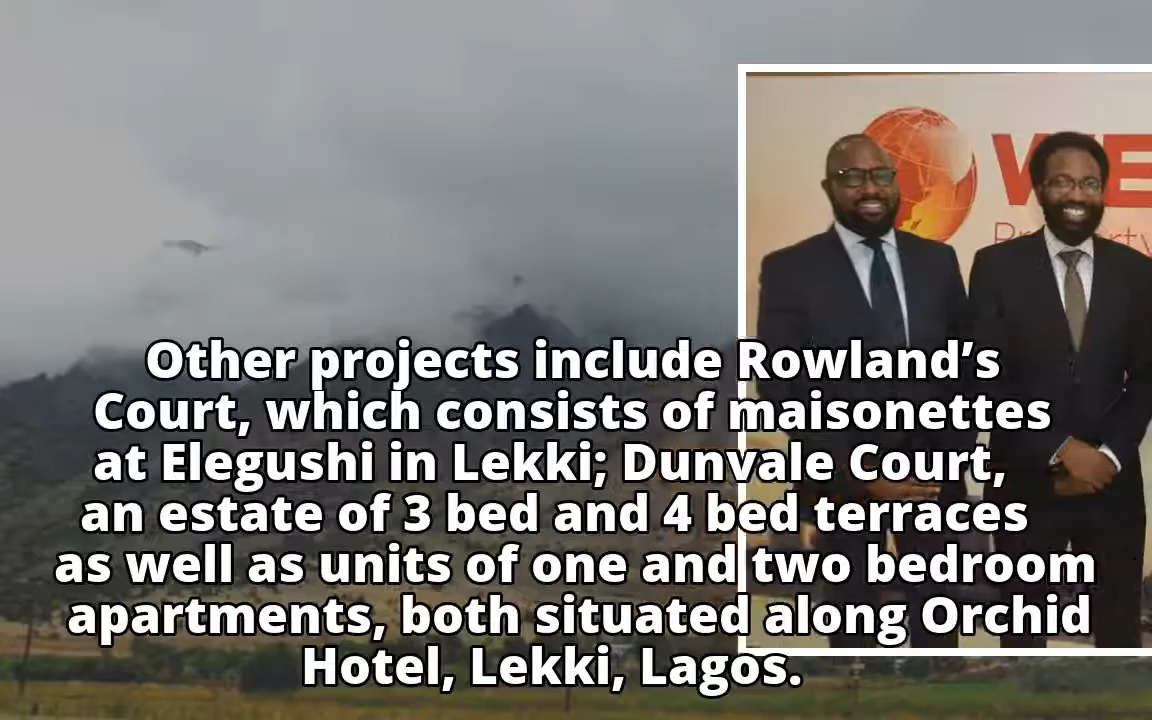 WE
Property
Other projects include Rowland’s
Court, which consists of maisonettes
at Elegushi in Lekki; Dunvale Court,
an estate of 3 bed and 4 bed terraces
as well as units of one and two bedroom
apartments, both situated along Orchid
Hotel, Lekki, Lagos.